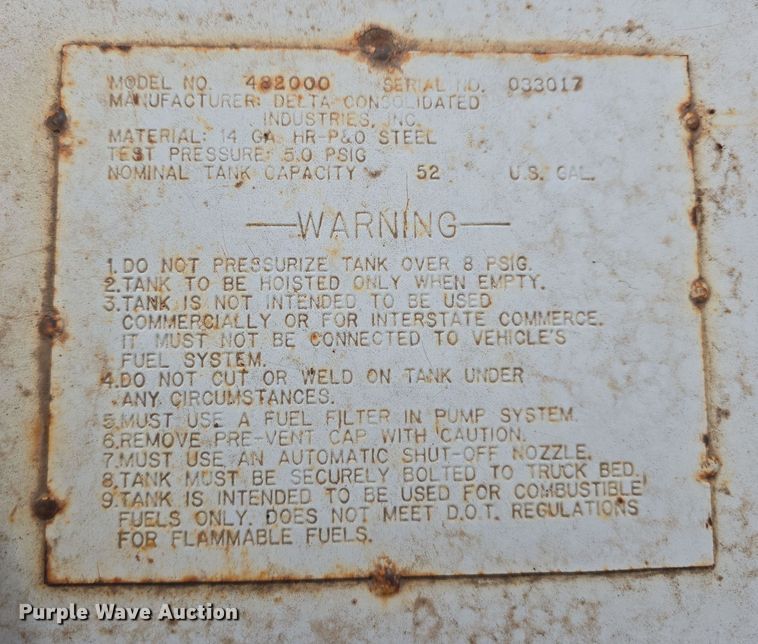 MODEL NO. 482000 SERIAL NO. 033017
MANUFACTURER: DELTA CONSOLIDATED
INDUSTRIES, INC.
MATERIAL: 14 GA. HR-P&O STEEL
TEST PRESSURE: 5.0 PSIG
NOMINAL TANK CAPACITY 52 U.S. GAL.
—WARNING—
1. DO NOT PRESSURIZE TANK OVER 8 PSIG.
2. TANK TO BE HOISTED ONLY WHEN EMPTY.
3. TANK IS NOT INTENDED TO BE USED
COMMERCIALLY OR FOR INTERSTATE COMMERCE.
IT MUST NOT BE CONNECTED TO VEHICLE'S
FUEL SYSTEM.
4. DO NOT CUT OR WELD ON TANK UNDER
ANY CIRCUMSTANCES.
5. MUST USE A FUEL FILTER IN PUMP SYSTEM.
6. REMOVE PRE-VENT CAP WITH CAUTION.
7. MUST USE AN AUTOMATIC SHUT-OFF NOZZLE.
8. TANK MUST BE SECURELY BOLTED TO TRUCK BED.
9. TANK IS INTENDED TO BE USED FOR COMBUSTIBLE
FUELS ONLY. DOES NOT MEET D.O.T. REGULATIONS
FOR FLAMMABLE FUELS.
Purple Wave Auction